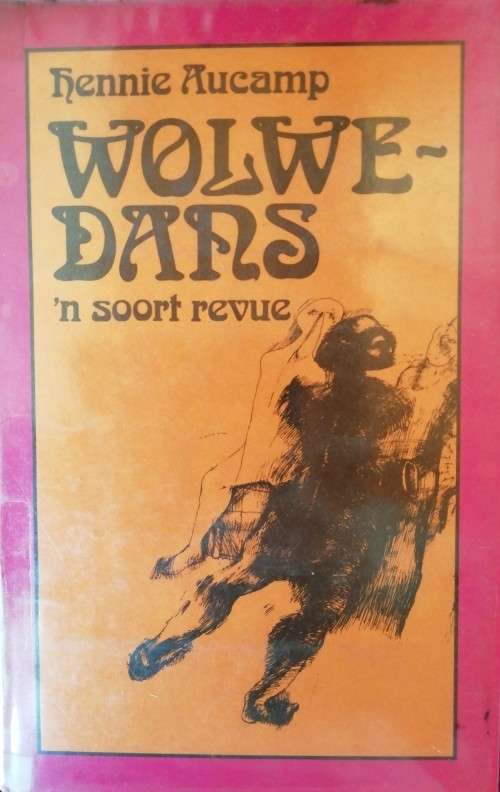 Hennie Aucamp
WOLWE-
DANS
'n soort revue